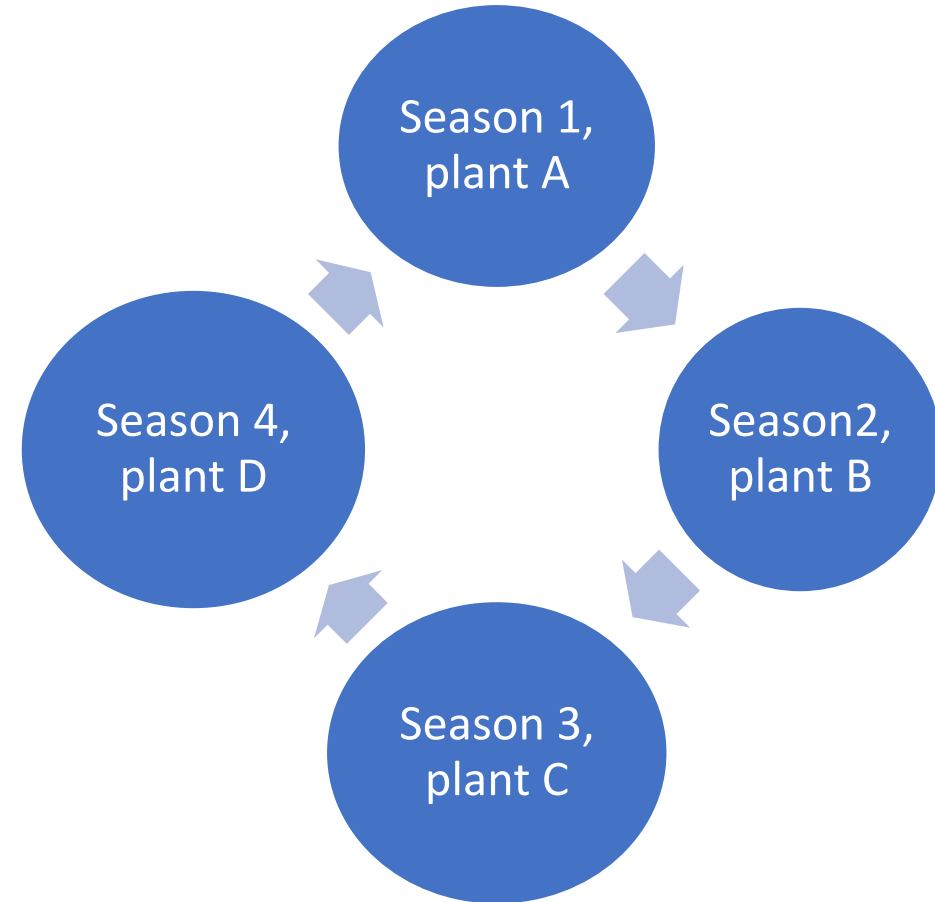 Season 1,
plant A
Season2,
plant B
Season 3,
plant C
Season 4,
plant D